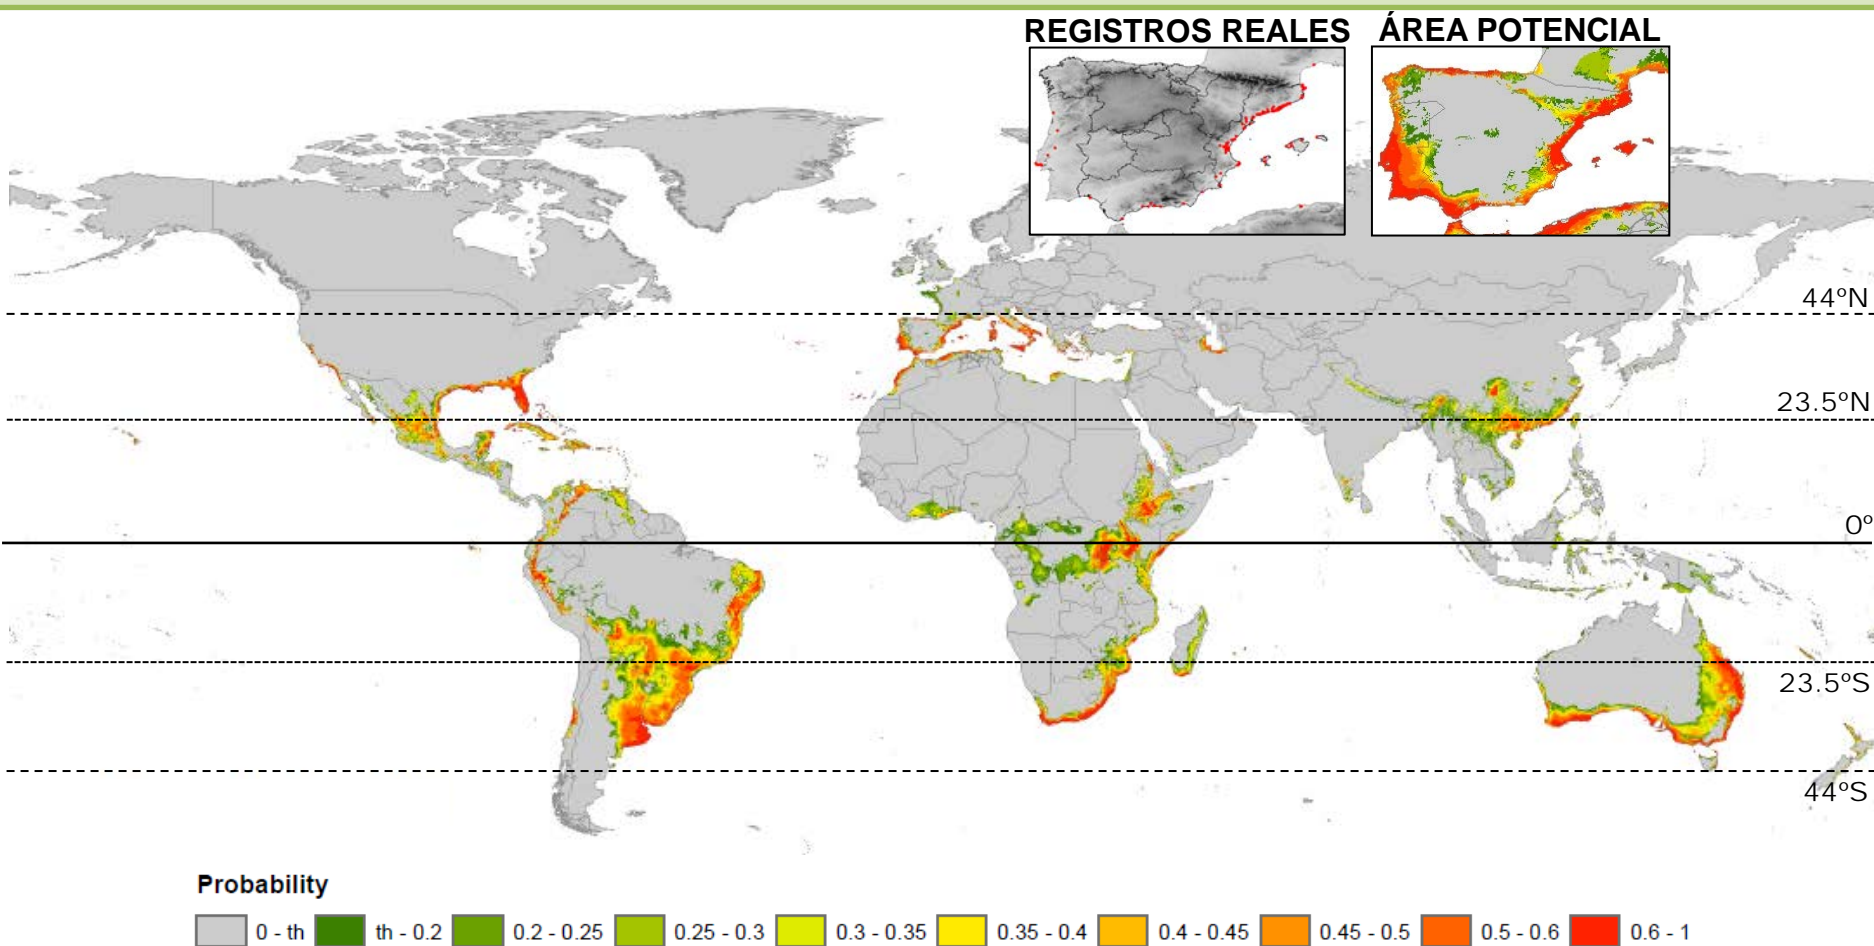 REGISTROS REALES
ÁREA POTENCIAL
44ºN
23.5ºN
0º
23.5ºS
44ºS
Probability
0 - th
th - 0.2
0.2 - 0.25
0.25 - 0.3
0.3 - 0.35
0.35 - 0.4
0.4 - 0.45
0.45 - 0.5
0.5 - 0.6
0.6 - 1